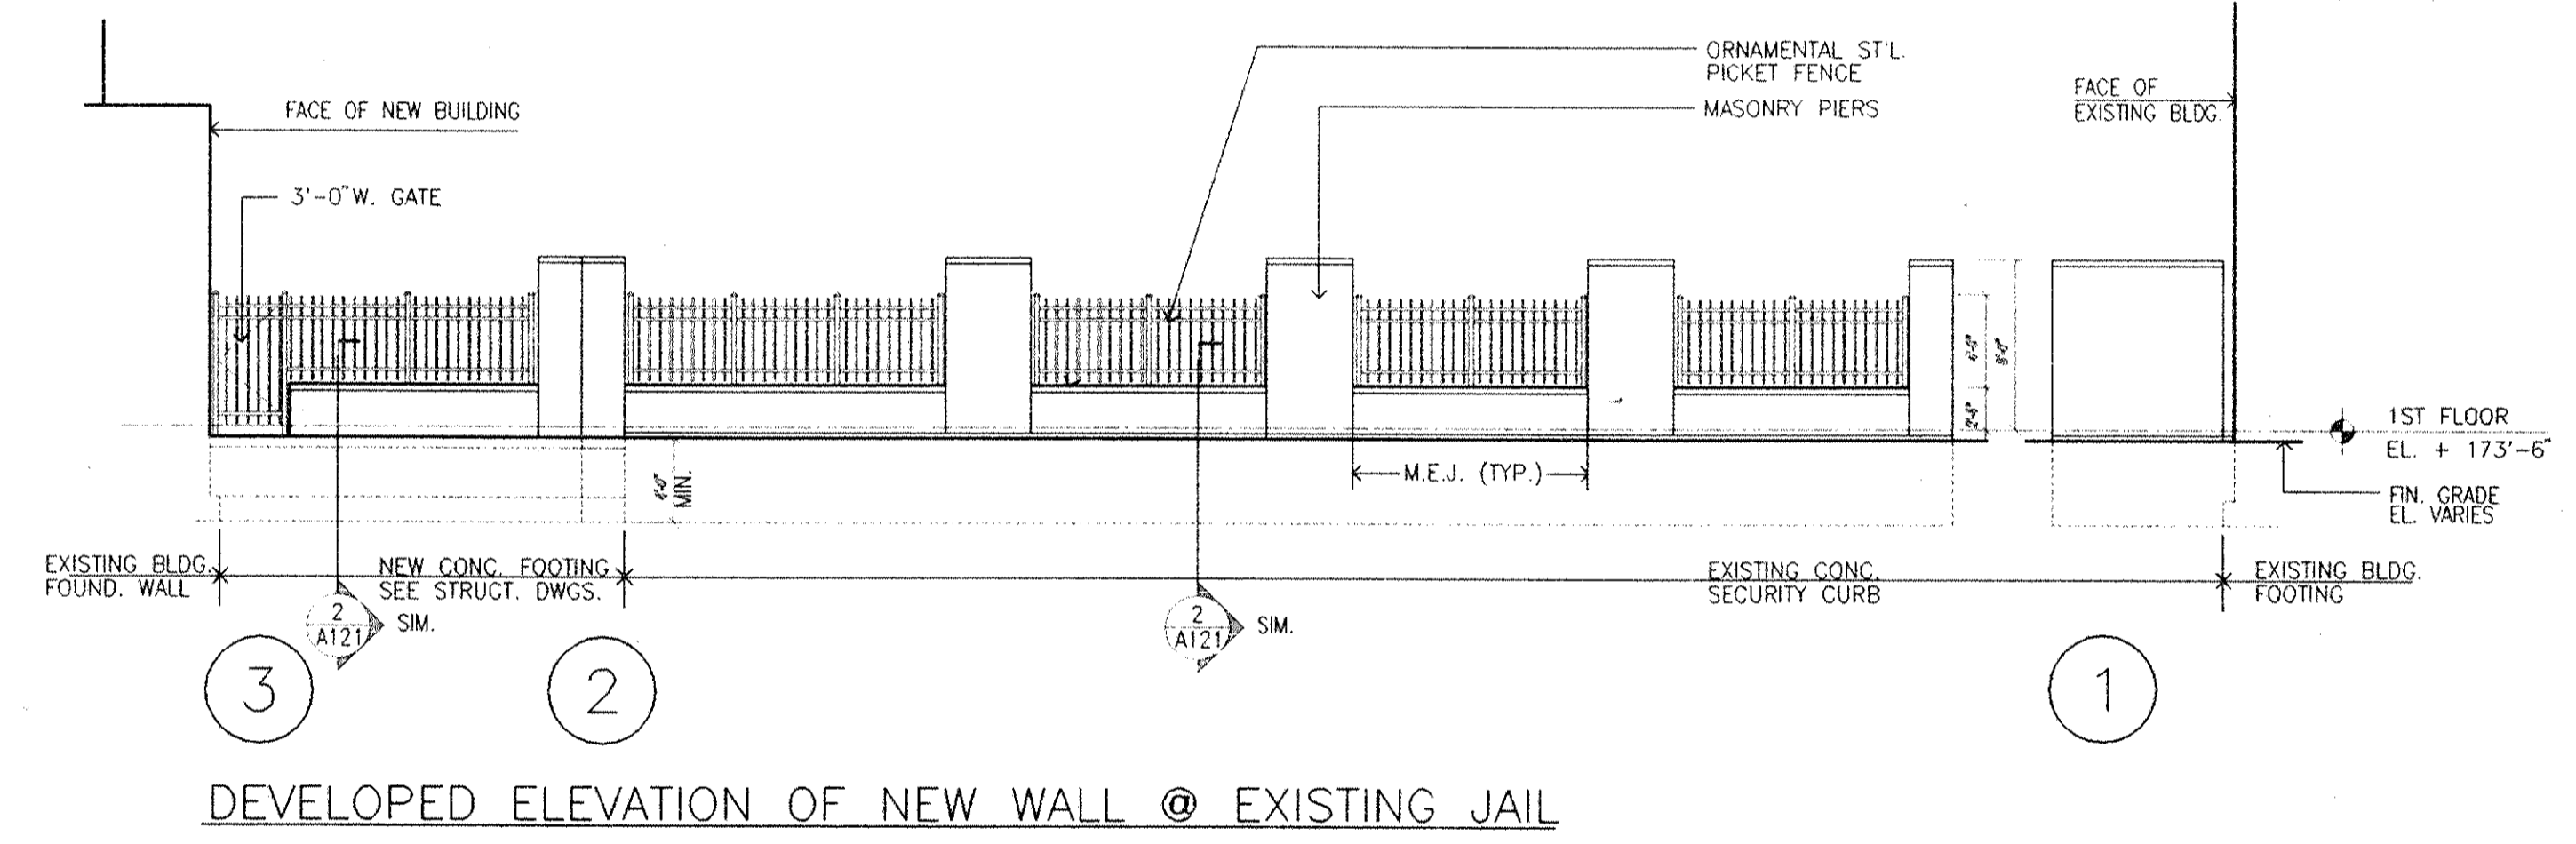 ORNAMENTAL ST'L.
PICKET FENCE
MASONRY PIERS
FACE OF
EXISTING BLDG.
FACE OF NEW BUILDING
3'-0"W. GATE
1ST FLOOR
EL. + 173'-6"
FIN. GRADE
EL. VARIES
M.E.J. (TYP.)
MIN.
EXISTING BLDG.
FOUND. WALL
NEW CONC. FOOTING
SEE STRUCT. DWGS.
EXISTING CONC.
SECURITY CURB
EXISTING BLDG.
FOOTING
2
A121
SIM.
2
A121
SIM.
3
2
1
DEVELOPED ELEVATION OF NEW WALL @ EXISTING JAIL